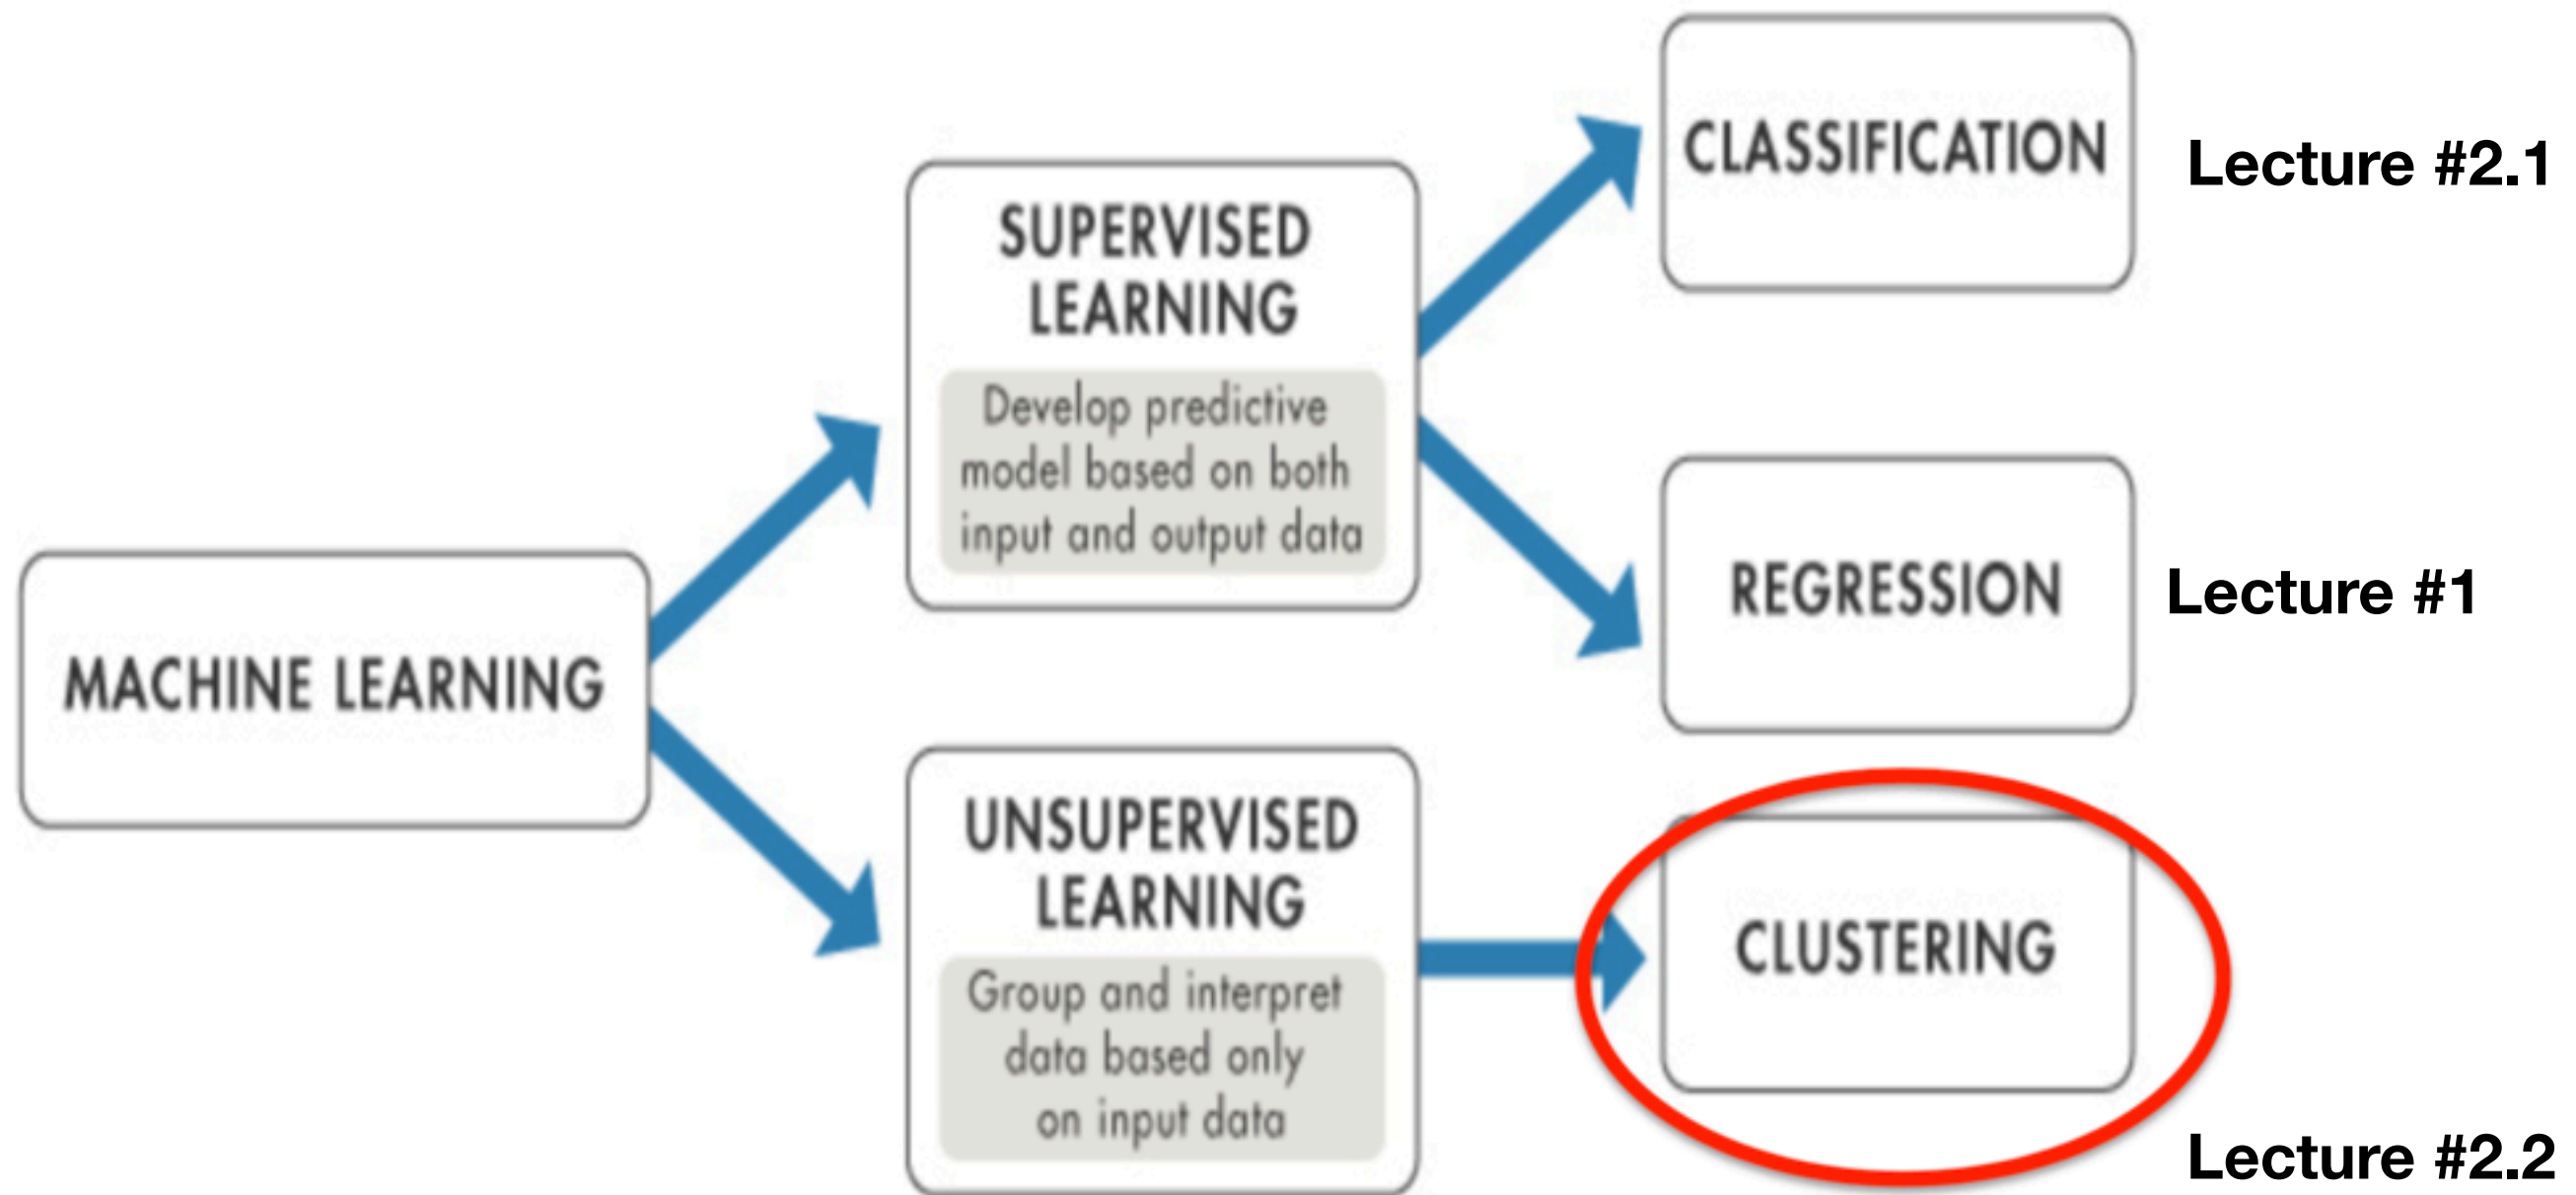 MACHINE LEARNING
SUPERVISED
LEARNING
Develop predictive
model based on both
input and output data
UNSUPERVISED
LEARNING
Group and interpret
data based only
on input data
CLASSIFICATION
Lecture #2.1
REGRESSION
Lecture #1
CLUSTERING
Lecture #2.2